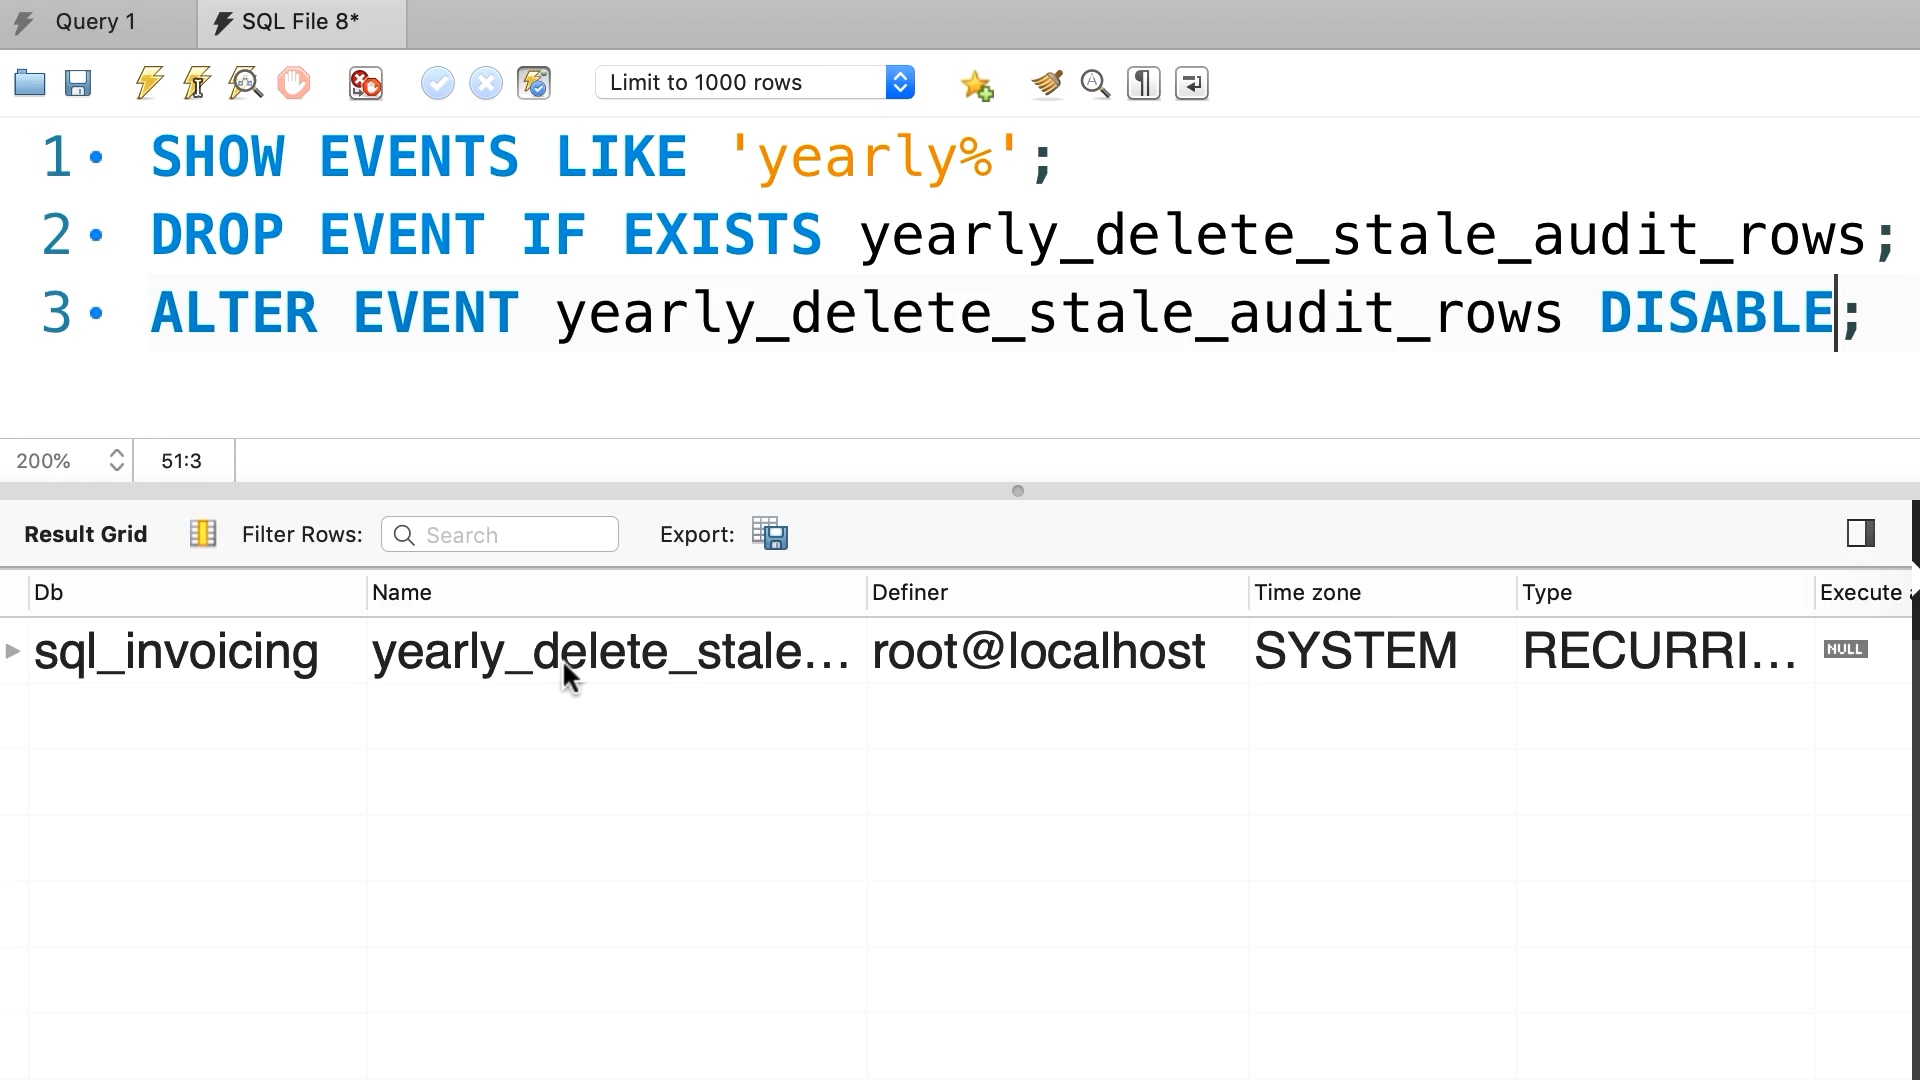 Query 1
SQL File 8*
Limit to 1000 rows
1 SHOW EVENTS LIKE 'yearly%';
2 DROP EVENT IF EXISTS yearly_delete_stale_audit_rows;
3 ALTER EVENT yearly_delete_stale_audit_rows DISABLE;
200% 51:3
Result Grid Filter Rows: Search Export:
Db Name Definer Time zone Type Execute
sql_invoicing yearly_delete_stale... root@localhost SYSTEM RECURRI... NULL